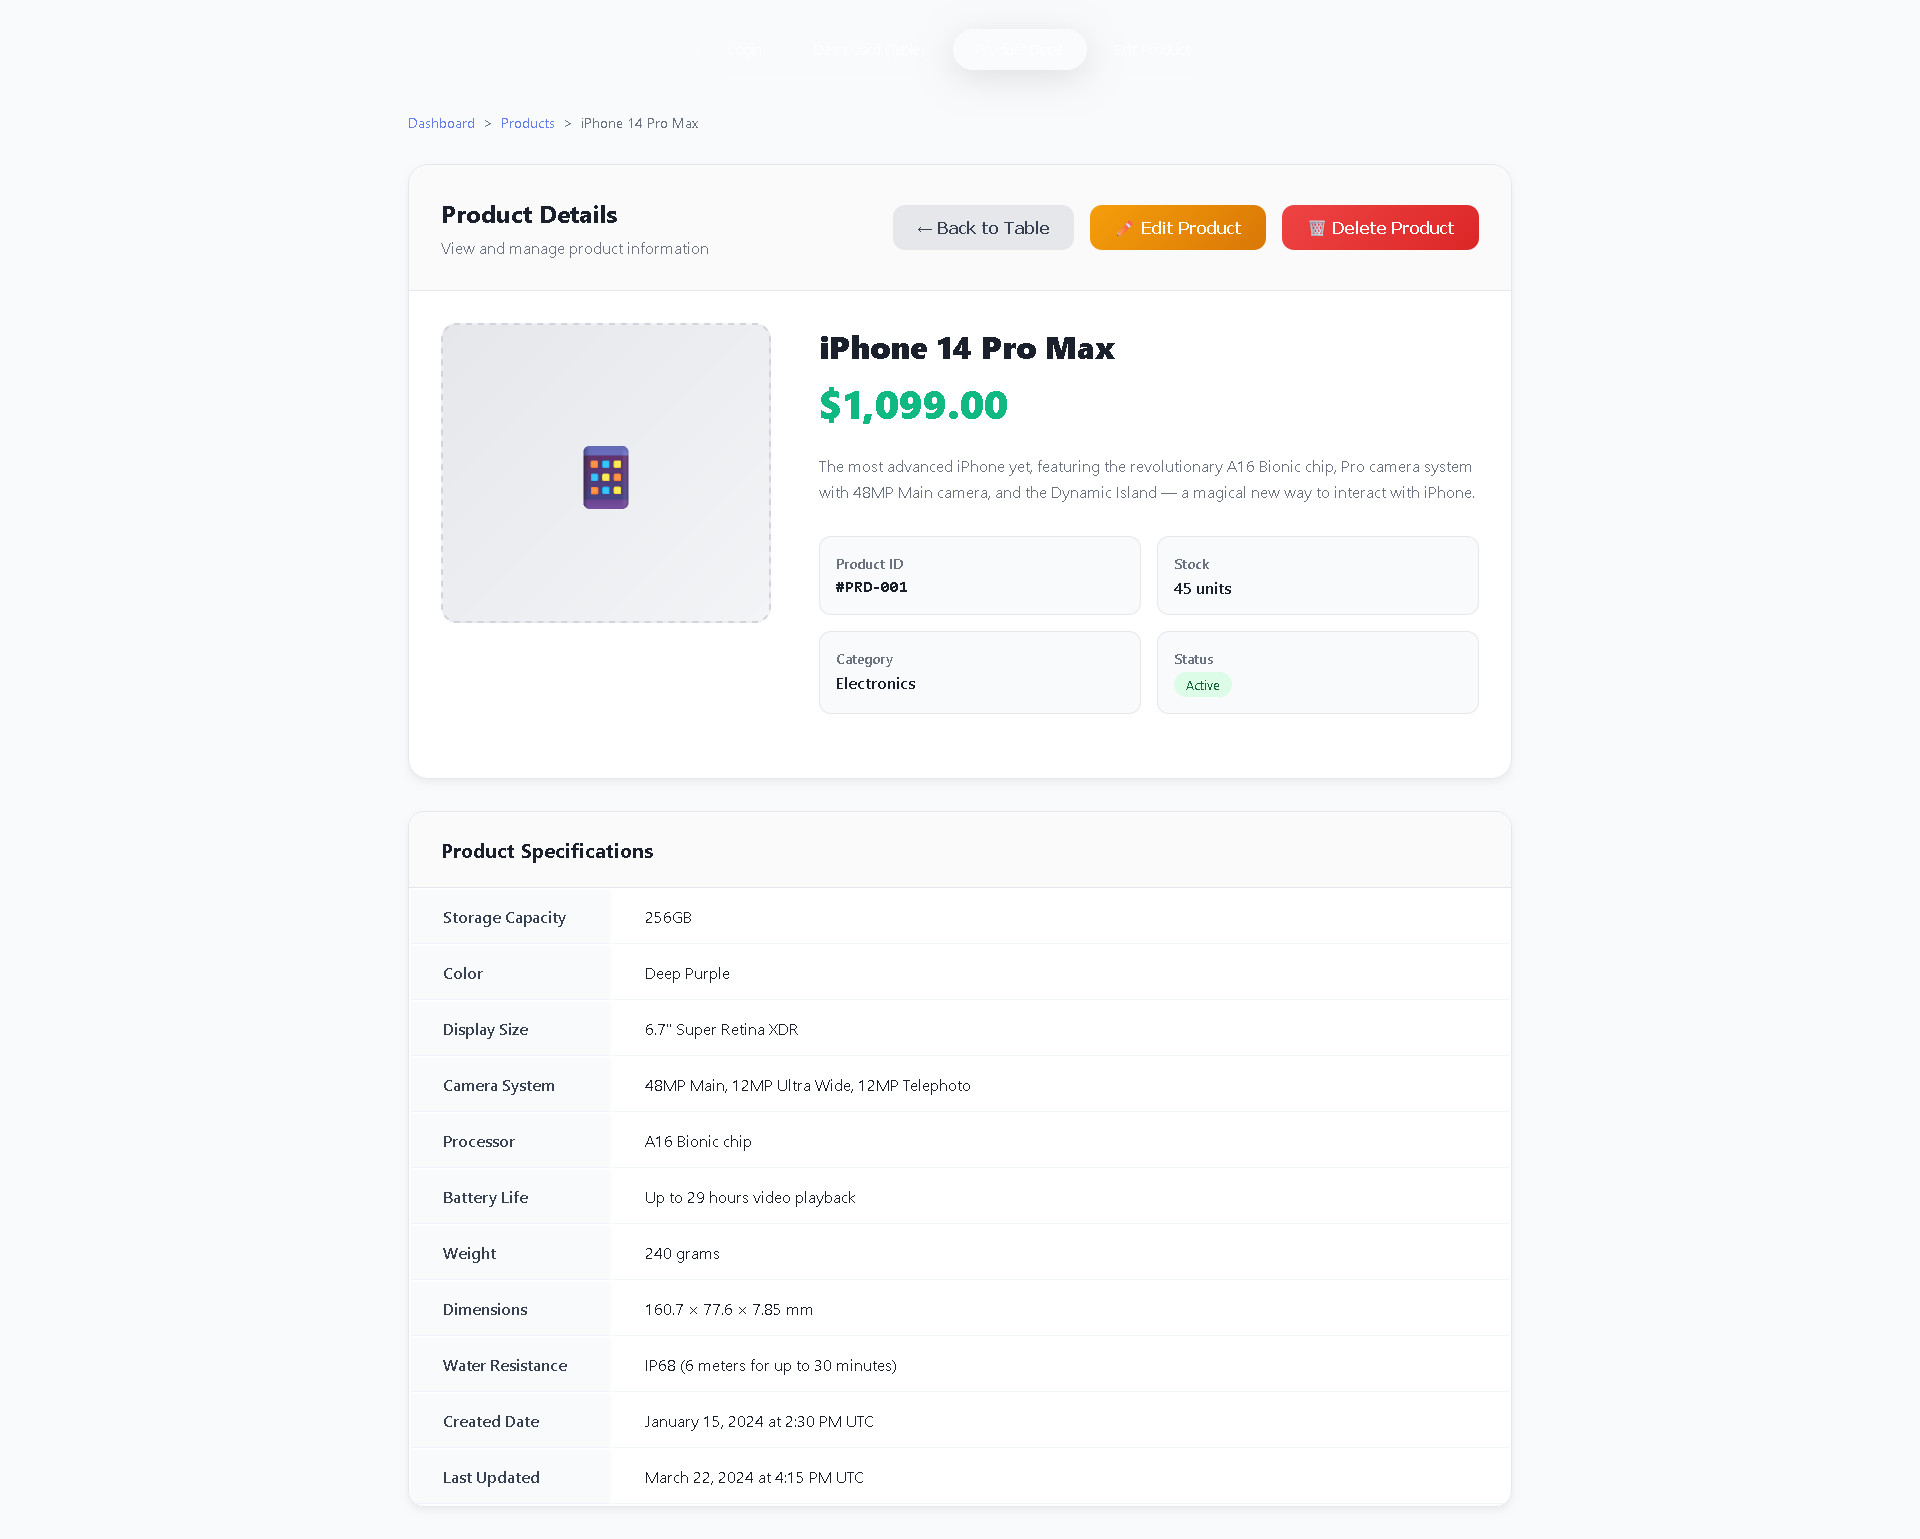 Dashboard > Products > iPhone 14 Pro Max
Product Details
View and manage product information
← Back to Table
Edit Product
Delete Product
iPhone 14 Pro Max
$1,099.00
The most advanced iPhone yet, featuring the revolutionary A16 Bionic chip, Pro camera system
with 48MP Main camera, and the Dynamic Island — a magical new way to interact with iPhone.
Product ID
#PRD-001
Stock
45 units
Category
Electronics
Status
Active
Product Specifications
Storage Capacity 256GB
Color Deep Purple
Display Size 6.7" Super Retina XDR
Camera System 48MP Main, 12MP Ultra Wide, 12MP Telephoto
Processor A16 Bionic chip
Battery Life Up to 29 hours video playback
Weight 240 grams
Dimensions 160.7 × 77.6 × 7.85 mm
Water Resistance IP68 (6 meters for up to 30 minutes)
Created Date January 15, 2024 at 2:30 PM UTC
Last Updated March 22, 2024 at 4:15 PM UTC